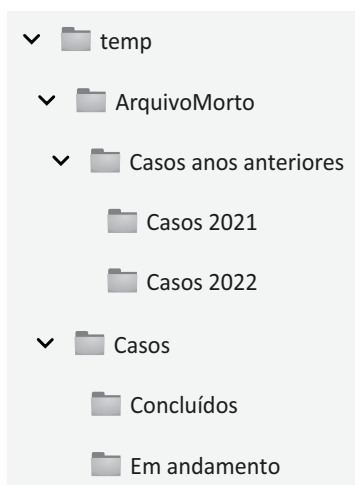 temp
ArquivoMorto
Casos anos anteriores
Casos 2021
Casos 2022
Casos
Concluídos
Em andamento